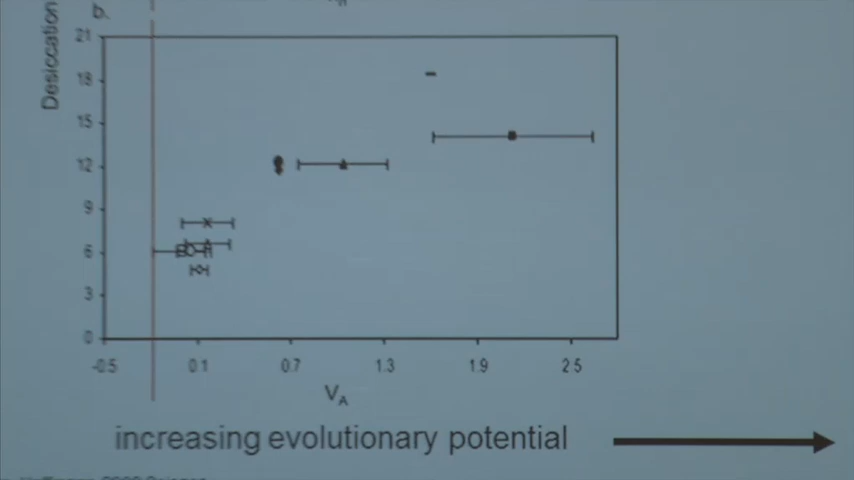 b.
Desiccation
21
18
15
12
9
6
3
0
-0.5 0.1 0.7 1.3 1.9 2.5
VA
increasing evolutionary potential